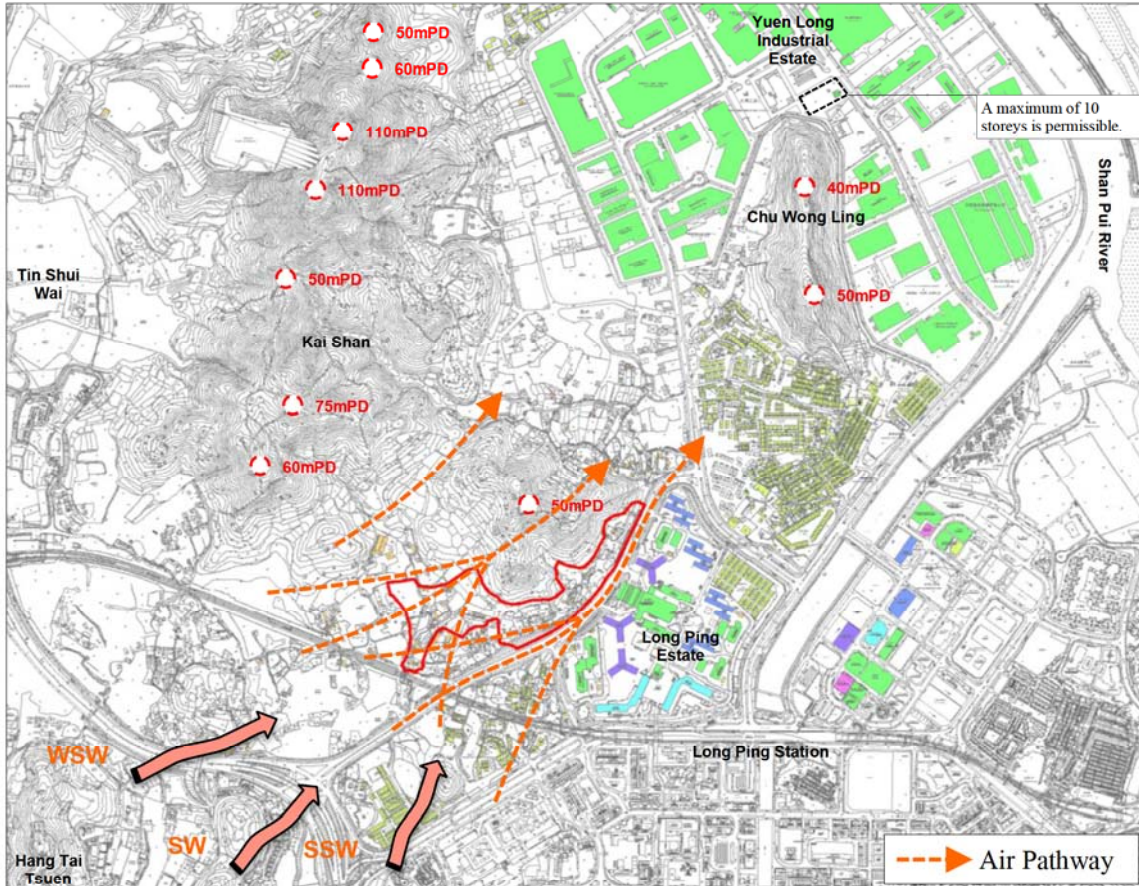 50mPD
60mPD
110mPD
110mPD
50mPD
75mPD
60mPD
50mPD
40mPD
50mPD
Yuen Long
Industrial
Estate
A maximum of 10
storeys is permissible.
Shan Pui River
Chu Wong Ling
Tin Shui
Wai
Kai Shan
Long Ping
Estate
Long Ping Station
WSW
SW
SSW
Hang Tai
Tsuen
Air Pathway